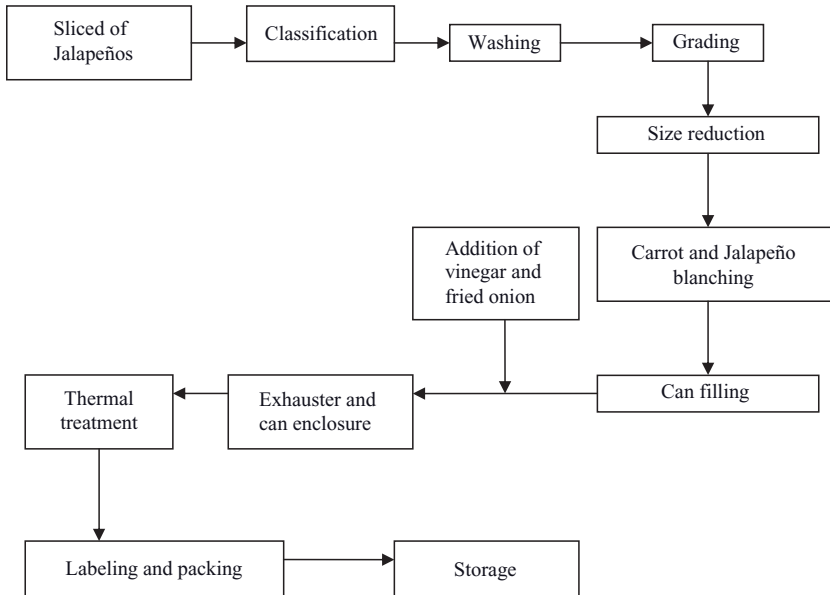 Sliced of
Jalapeños
Classification
Washing
Grading
Size reduction
Addition of
vinegar and
fried onion
Carrot and Jalapeño
blanching
Thermal
treatment
Exhauster and
can enclosure
Can filling
Labeling and packing
Storage